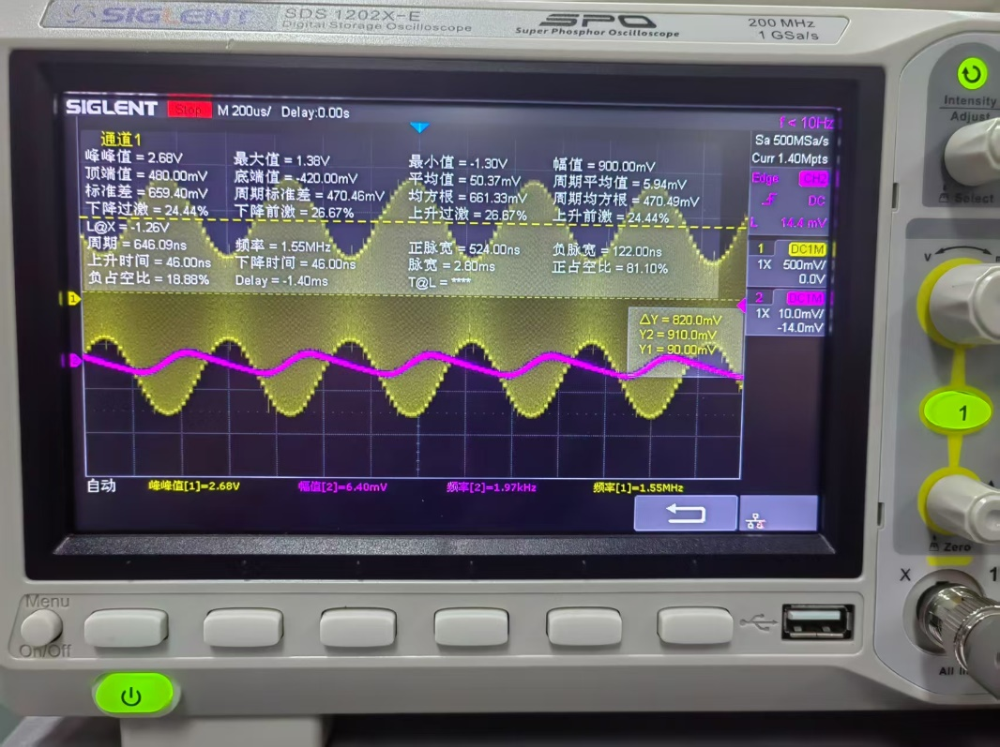 SIGLENT SDS 1202X-E
Digital Storage Oscilloscope
SPO
Super Phosphor Oscilloscope
200 MHz
1 GSa/s
SIGLENT Stop M 200us/ Delay:0.00s
f < 10Hz
Sa 500MSa/s
Curr 1.40Mpts
Edge CH2
DC
L 14.4 mV
1 DC1M
1X 500mV/
0.0V
2 DC1M
1X 10.0mV/
-14.0mV
通道1
峰峰值 = 2.68V 最大值 = 1.38V 最小值 = -1.30V 幅值 = 900.00mV
顶端值 = 480.00mV 底端值 = -420.00mV 平均值 = 50.37mV 周期平均值 = 5.94mV
标准差 = 659.40mV 周期标准差 = 470.46mV 均方根 = 661.33mV 周期均方根 = 470.49mV
下降过激 = 24.44% 下降前激 = 26.67% 上升过激 = 26.67% 上升前激 = 24.44%
L@X = -1.26V
周期 = 646.09ns 频率 = 1.55MHz 正脉宽 = 524.00ns 负脉宽 = 122.00ns
上升时间 = 46.00ns 下降时间 = 46.00ns 脉宽 = 2.80ms 正占空比 = 81.10%
负占空比 = 18.88% Delay = -1.40ms T@L = ****
1
ΔY = 820.0mV
Y2 = 910.0mV
Y1 = 90.00mV
自动 峰峰值[1]=2.68V 幅值[2]=6.40mV 频率[2]=1.97kHz 频率[1]=1.55MHz
Intensity
Adjust
Select
V mV
1
Zero
X
1
Menu
On/Off